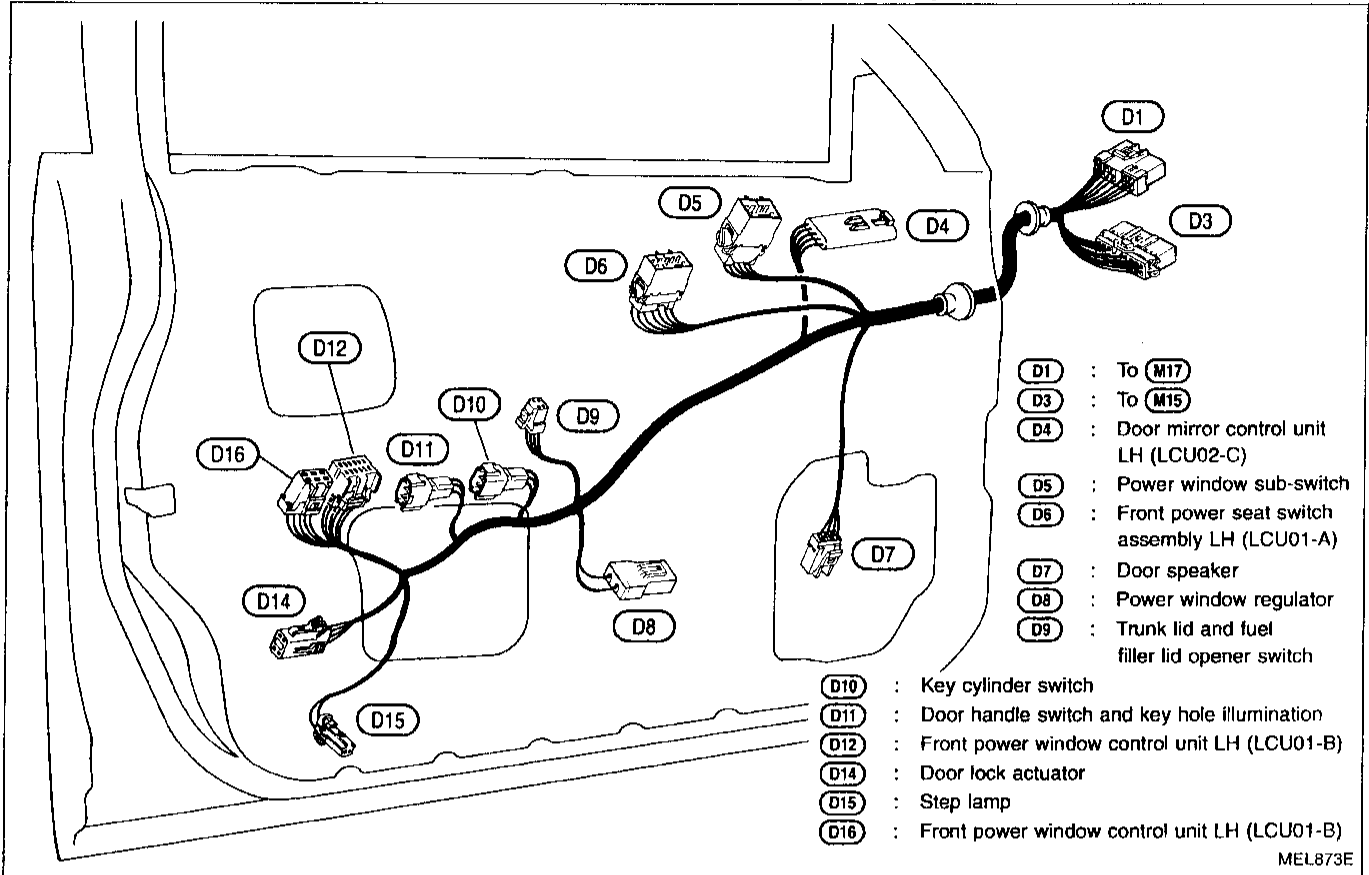 D1
D5
D4
D3
D6
D12
D10
D9
D11
D16
D7
D14
D8
D15
D1 : To M17
D3 : To M15
D4 : Door mirror control unit
LH (LCU02-C)
D5 : Power window sub-switch
D6 : Front power seat switch
assembly LH (LCU01-A)
D7 : Door speaker
D8 : Power window regulator
D9 : Trunk lid and fuel
filler lid opener switch
D10 : Key cylinder switch
D11 : Door handle switch and key hole illumination
D12 : Front power window control unit LH (LCU01-B)
D14 : Door lock actuator
D15 : Step lamp
D16 : Front power window control unit LH (LCU01-B)
MEL873E